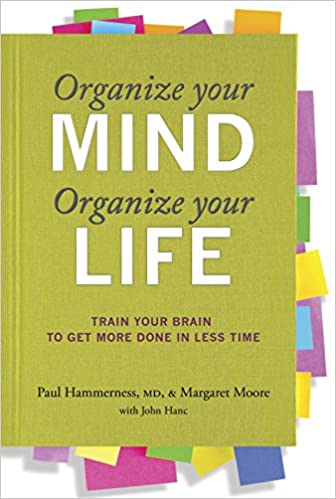 Organize your
MIND
Organize your
LIFE
TRAIN YOUR BRAIN
TO GET MORE DONE IN LESS TIME
Paul Hammerness, MD, & Margaret Moore
with John Hanc